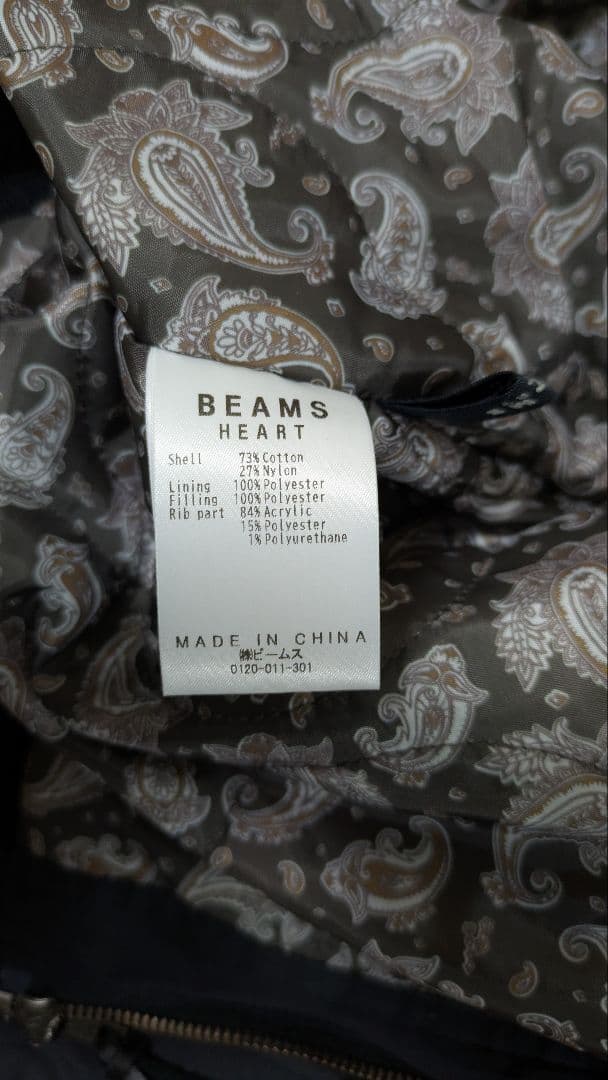 BEAMS
HEART
Shell 73% Cotton
27% Nylon
Lining 100% Polyester
Filling 100% Polyester
Rib part 84% Acrylic
15% Polyester
1% Polyurethane
MADE IN CHINA
㈱ビームス
0120-011-301